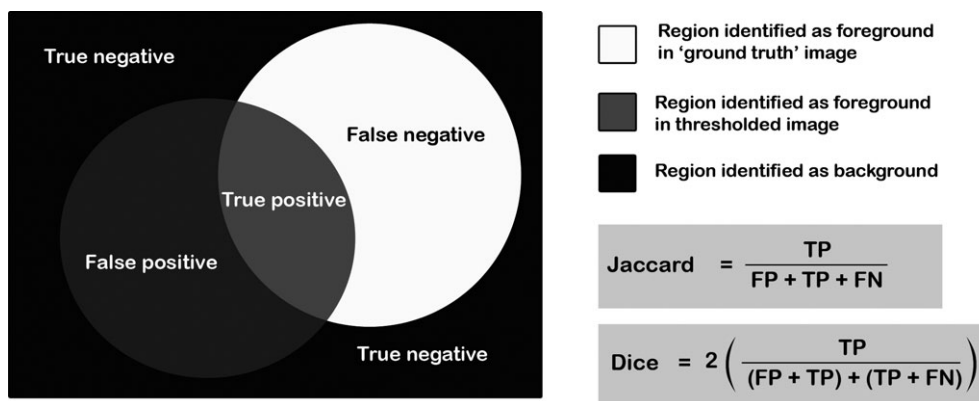 True negative
False negative
True positive
False positive
True negative
Region identified as foreground
in ‘ground truth’ image
Region identified as foreground
in thresholded image
Region identified as background
Jaccard = TP / FP + TP + FN
Dice = 2 ( TP / (FP + TP) + (TP + FN) )